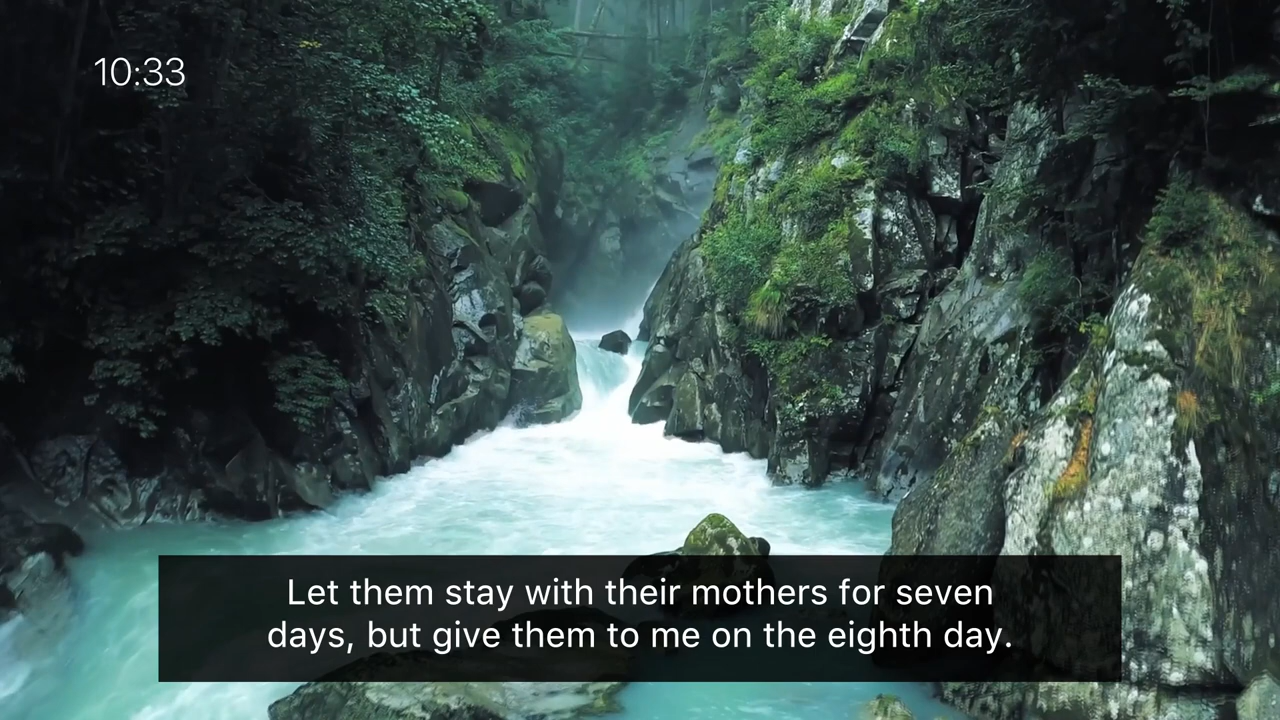 10:33
Let them stay with their mothers for seven
days, but give them to me on the eighth day.